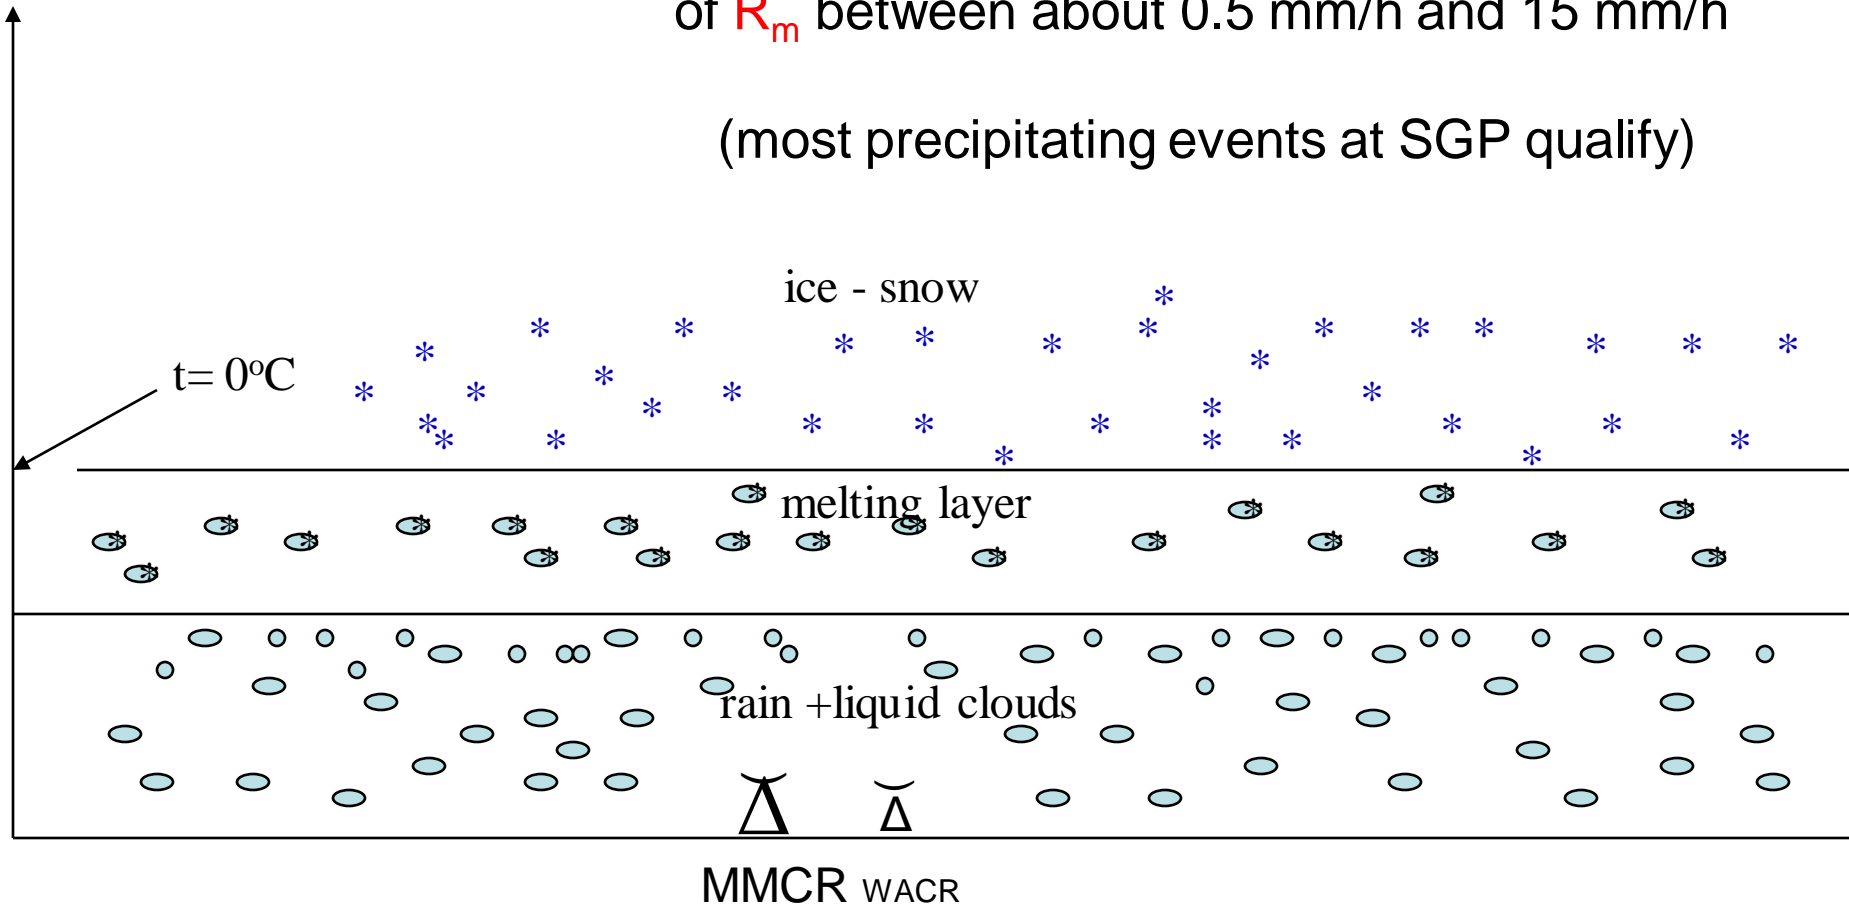 of Rm between about 0.5 mm/h and 15 mm/h
(most precipitating events at SGP qualify)
ice - snow
t= 0°C
melting layer
rain +liquid clouds
MMCR WACR